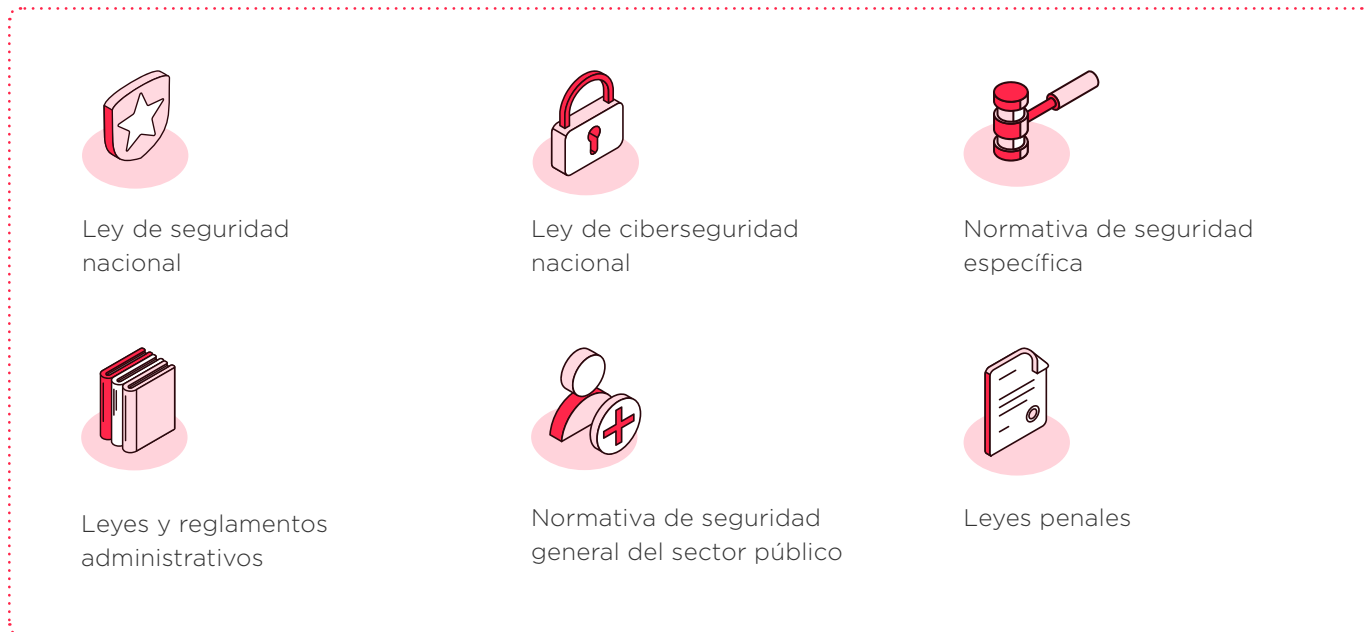 Ley de seguridad
nacional
Ley de ciberseguridad
nacional
Normativa de seguridad
específica
Leyes y reglamentos
administrativos
Normativa de seguridad
general del sector público
Leyes penales